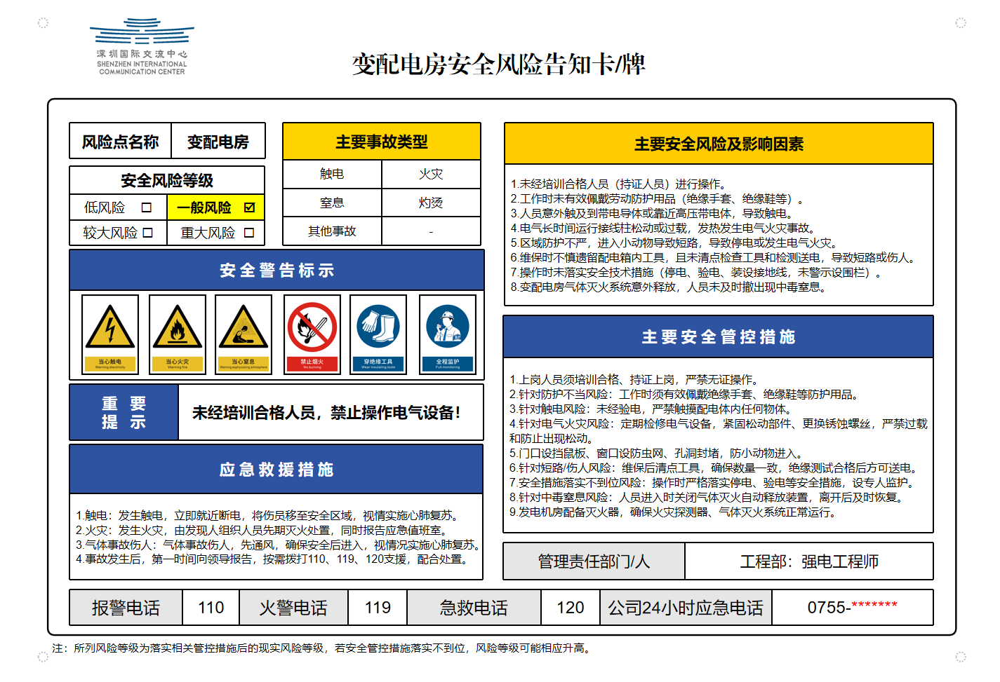 深圳国际交流中心
SHENZHEN INTERNATIONAL
COMMUNICATION CENTER
变配电房安全风险告知卡/牌
风险点名称 变配电房
安全风险等级
低风险 ☐ 一般风险 ☑
较大风险 ☐ 重大风险 ☐
主要事故类型
触电 火灾
窒息 灼烫
其他事故 -
安全警告标示
当心触电
Warning electricity
当心火灾
Warning fire
当心窒息
Warning asphyxiating atmosphere
禁止烟火
No burning
穿绝缘工具
Wear insulating tools
全程监护
Full monitoring
重 要
提 示
未经培训合格人员，禁止操作电气设备！
应急救援措施
1.触电：发生触电，立即就近断电，将伤员移至安全区域，视情实施心肺复苏。
2.火灾：发生火灾，由发现人组织人员先期灭火处置，同时报告应急值班室。
3.气体事故伤人：气体事故伤人，先通风，确保安全后进入，视情况实施心肺复苏。
4.事故发生后，第一时间向领导报告，按需拨打110、119、120支援，配合处置。
主要安全风险及影响因素
1.未经培训合格人员（持证人员）进行操作。
2.工作时未有效佩戴劳动防护用品（绝缘手套、绝缘鞋等）。
3.人员意外触及到带电导体或靠近高压带电体，导致触电。
4.电气长时间运行接线柱松动或过载，发热发生电气火灾事故。
5.区域防护不严，进入小动物导致短路，导致停电或发生电气火灾。
6.维保时不慎遗留配电箱内工具，且未清点检查工具和检测送电，导致短路或伤人。
7.操作时未落实安全技术措施（停电、验电、装设接地线，未警示设围栏）。
8.变配电房气体灭火系统意外释放，人员未及时撤出现中毒窒息。
主要安全管控措施
1.上岗人员须培训合格、持证上岗，严禁无证操作。
2.针对防护不当风险：工作时须有效佩戴绝缘手套、绝缘鞋等防护用品。
3.针对触电风险：未经验电，严禁触摸配电体内任何物体。
4.针对电气火灾风险：定期检修电气设备，紧固松动部件、更换锈蚀螺丝，严禁过载
和防止出现松动。
5.门口设挡鼠板、窗口设防虫网、孔洞封堵，防小动物进入。
6.针对短路/伤人风险：维保后清点工具，确保数量一致，绝缘测试合格后方可送电。
7.安全措施落实不到位风险：操作时严格落实停电、验电等安全措施，设专人监护。
8.针对中毒窒息风险：人员进入时关闭气体灭火自动释放装置，离开后及时恢复。
9.发电机房配备灭火器，确保火灾探测器、气体灭火系统正常运行。
管理责任部门/人 工程部：强电工程师
报警电话 110 火警电话 119 急救电话 120 公司24小时应急电话 0755-*******
注：所列风险等级为落实相关管控措施后的现实风险等级，若安全管控措施落实不到位，风险等级可能相应升高。